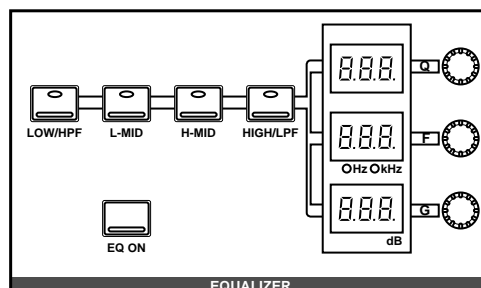 8.8.8. Q
LOW/HPF L-MID H-MID HIGH/LPF
8.8.8. F
Hz kHz
8.8.8. G
dB
EQ ON
EQUALIZER